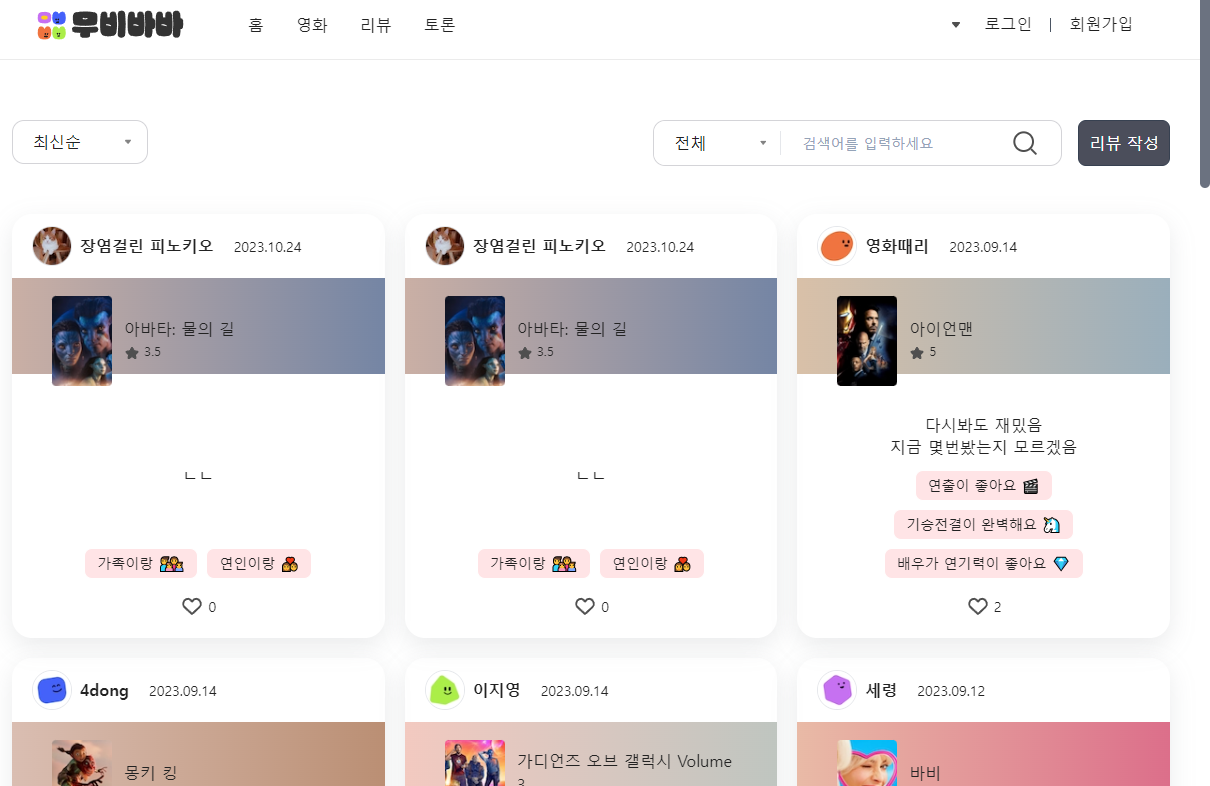 무비바바
홈 영화 리뷰 토론
로그인 | 회원가입
최신순
전체 검색어를 입력하세요
리뷰 작성
장염걸린 피노키오 2023.10.24
아바타: 물의 길
3.5
ㄴㄴ
가족이랑 👨‍👩‍👧 연인이랑 💑
0
장염걸린 피노키오 2023.10.24
아바타: 물의 길
3.5
ㄴㄴ
가족이랑 👨‍👩‍👧 연인이랑 💑
0
영화때리 2023.09.14
아이언맨
5
다시봐도 재밌음
지금 몇번봤는지 모르겠음
연출이 좋아요 🎬
기승전결이 완벽해요 🦄
배우가 연기력이 좋아요 💎
2
4dong 2023.09.14
몽키 킹
이지영 2023.09.14
가디언즈 오브 갤럭시 Volume
3
세령 2023.09.12
바비